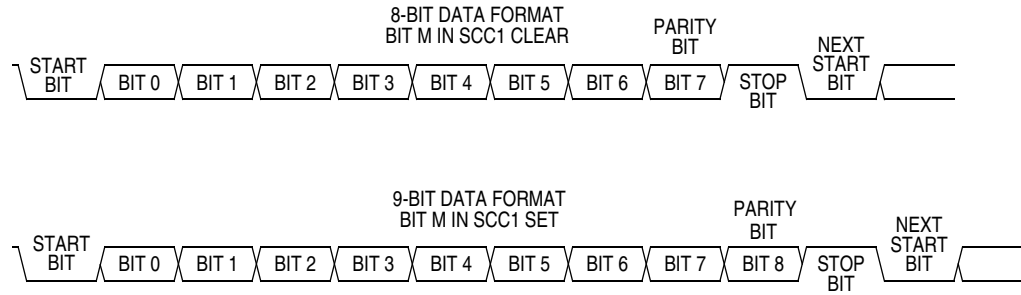 8-BIT DATA FORMAT
BIT M IN SCC1 CLEAR
PARITY
BIT
START
BIT
BIT 0
BIT 1
BIT 2
BIT 3
BIT 4
BIT 5
BIT 6
BIT 7
STOP
BIT
NEXT
START
BIT
9-BIT DATA FORMAT
BIT M IN SCC1 SET
PARITY
BIT
START
BIT
BIT 0
BIT 1
BIT 2
BIT 3
BIT 4
BIT 5
BIT 6
BIT 7
BIT 8
STOP
BIT
NEXT
START
BIT